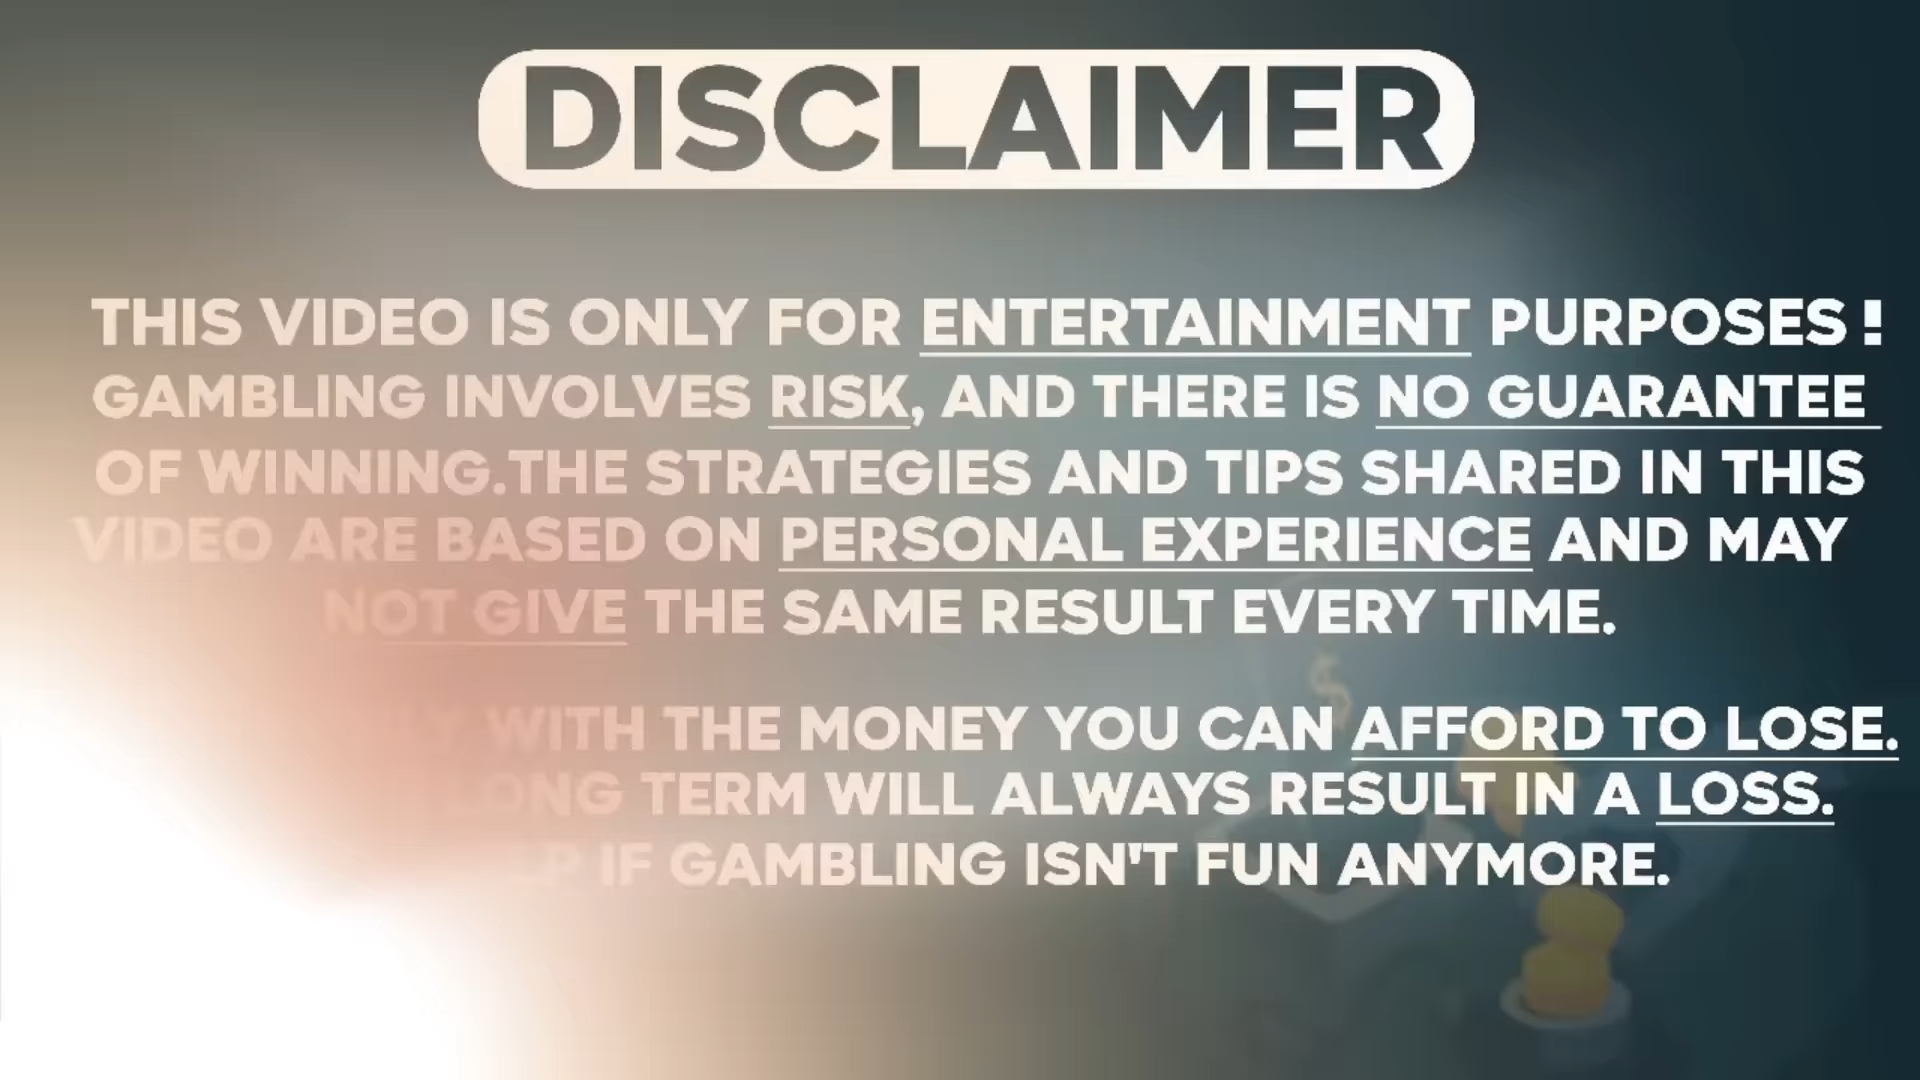 DISCLAIMER
THIS VIDEO IS ONLY FOR ENTERTAINMENT PURPOSES !
GAMBLING INVOLVES RISK, AND THERE IS NO GUARANTEE
OF WINNING.THE STRATEGIES AND TIPS SHARED IN THIS
VIDEO ARE BASED ON PERSONAL EXPERIENCE AND MAY
NOT GIVE THE SAME RESULT EVERY TIME.
WITH THE MONEY YOU CAN AFFORD TO LOSE.
TERM WILL ALWAYS RESULT IN A LOSS.
IF GAMBLING ISN'T FUN ANYMORE.
$